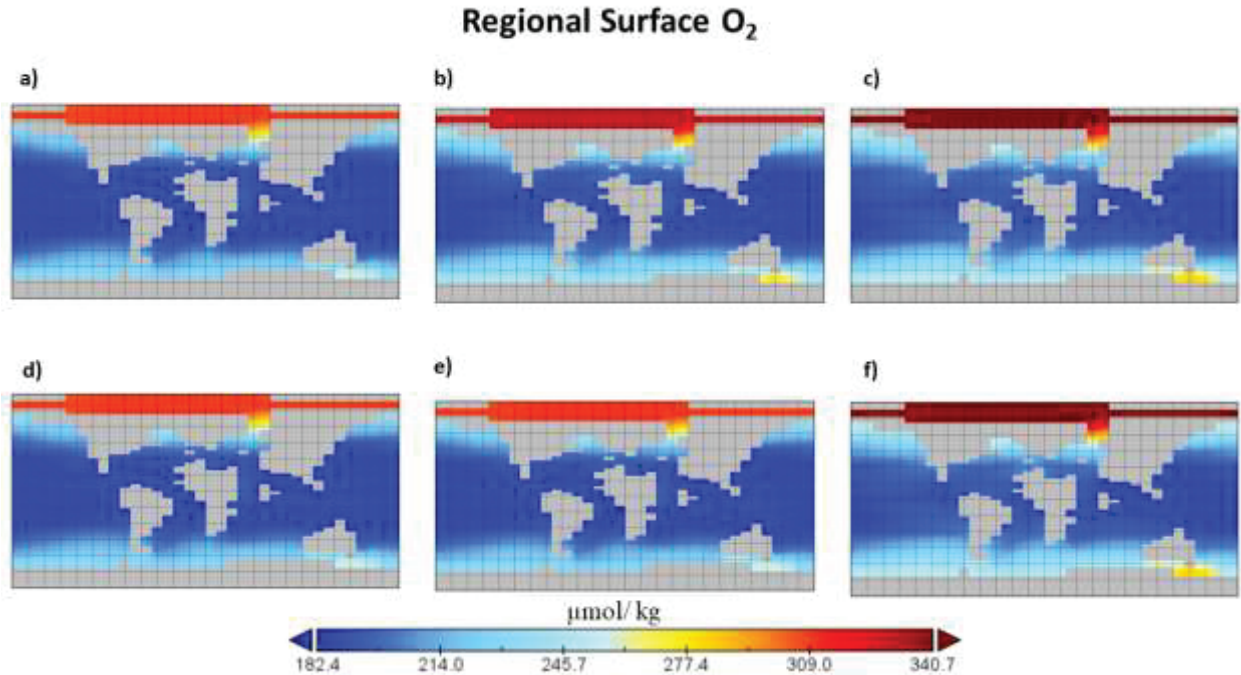 Regional Surface O₂
a)
b)
c)
d)
e)
f)
μmol/ kg
182.4 214.0 245.7 277.4 309.0 340.7